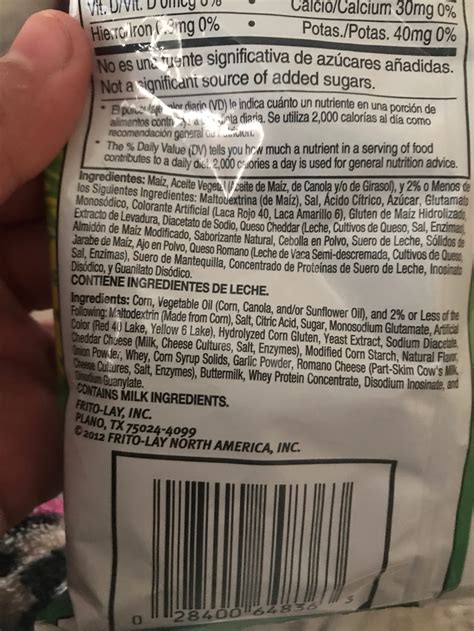 Vit. D/Vit. D 0mcg 0% • Calcio/Calcium 30mg 0%
Hierro/Iron 0.3mg 0% • Potas./Potas. 40mg 0%
No es una fuente significativa de azúcares añadidas.
Not a significant source of added sugars.
* El diario (VD) le indica cuánto un nutriente en una porción de
alimentos diaria. Se utiliza 2,000 calorías al día como
recomendación general
* The % Daily Value (DV) tells you how much a nutrient in a serving of food
contributes to a daily diet. 2,000 calories a day is used for general nutrition advice.
Ingredientes: Maíz, Aceite Vegetal (Aceite de Maíz, de Canola y/o de Girasol), y 2% o Menos de
los Siguientes Ingredientes: Maltodextrina (de Maíz), Sal, Ácido Cítrico, Azúcar, Glutamato
Monosódico, Colorante Artificial (Laca Rojo 40, Laca Amarillo 6), Gluten de Maíz Hidrolizado,
Extracto de Levadura, Diacetato de Sodio, Queso Cheddar (Leche, Cultivos de Queso, Sal, Enzimas),
Almidón de Maíz Modificado, Saborizante Natural, Cebolla en Polvo, Suero de Leche, Sólidos de
Jarabe de Maíz, Ajo en Polvo, Queso Romano (Leche de Vaca Semi-descremada, Cultivos de Queso,
Sal, Enzimas), Suero de Mantequilla, Concentrado de Proteínas de Suero de Leche, Inosinato
Disódico, y Guanilato Disódico.
CONTIENE INGREDIENTES DE LECHE.
Ingredients: Corn, Vegetable Oil (Corn, Canola, and/or Sunflower Oil), and 2% or Less of the
Following: Maltodextrin (Made from Corn), Salt, Citric Acid, Sugar, Monosodium Glutamate, Artificial
Color (Red 40 Lake, Yellow 6 Lake), Hydrolyzed Corn Gluten, Yeast Extract, Sodium Diacetate,
Cheddar Cheese (Milk, Cheese Cultures, Salt, Enzymes), Modified Corn Starch, Natural Flavor,
Onion Powder, Whey, Corn Syrup Solids, Garlic Powder, Romano Cheese (Part-Skim Cow's Milk,
Cheese Cultures, Salt, Enzymes), Buttermilk, Whey Protein Concentrate, Disodium Inosinate, and
Disodium Guanylate.
CONTAINS MILK INGREDIENTS.
FRITO-LAY, INC.
PLANO, TX 75024-4099
© 2012 FRITO-LAY NORTH AMERICA, INC.
0 28400 64836 5